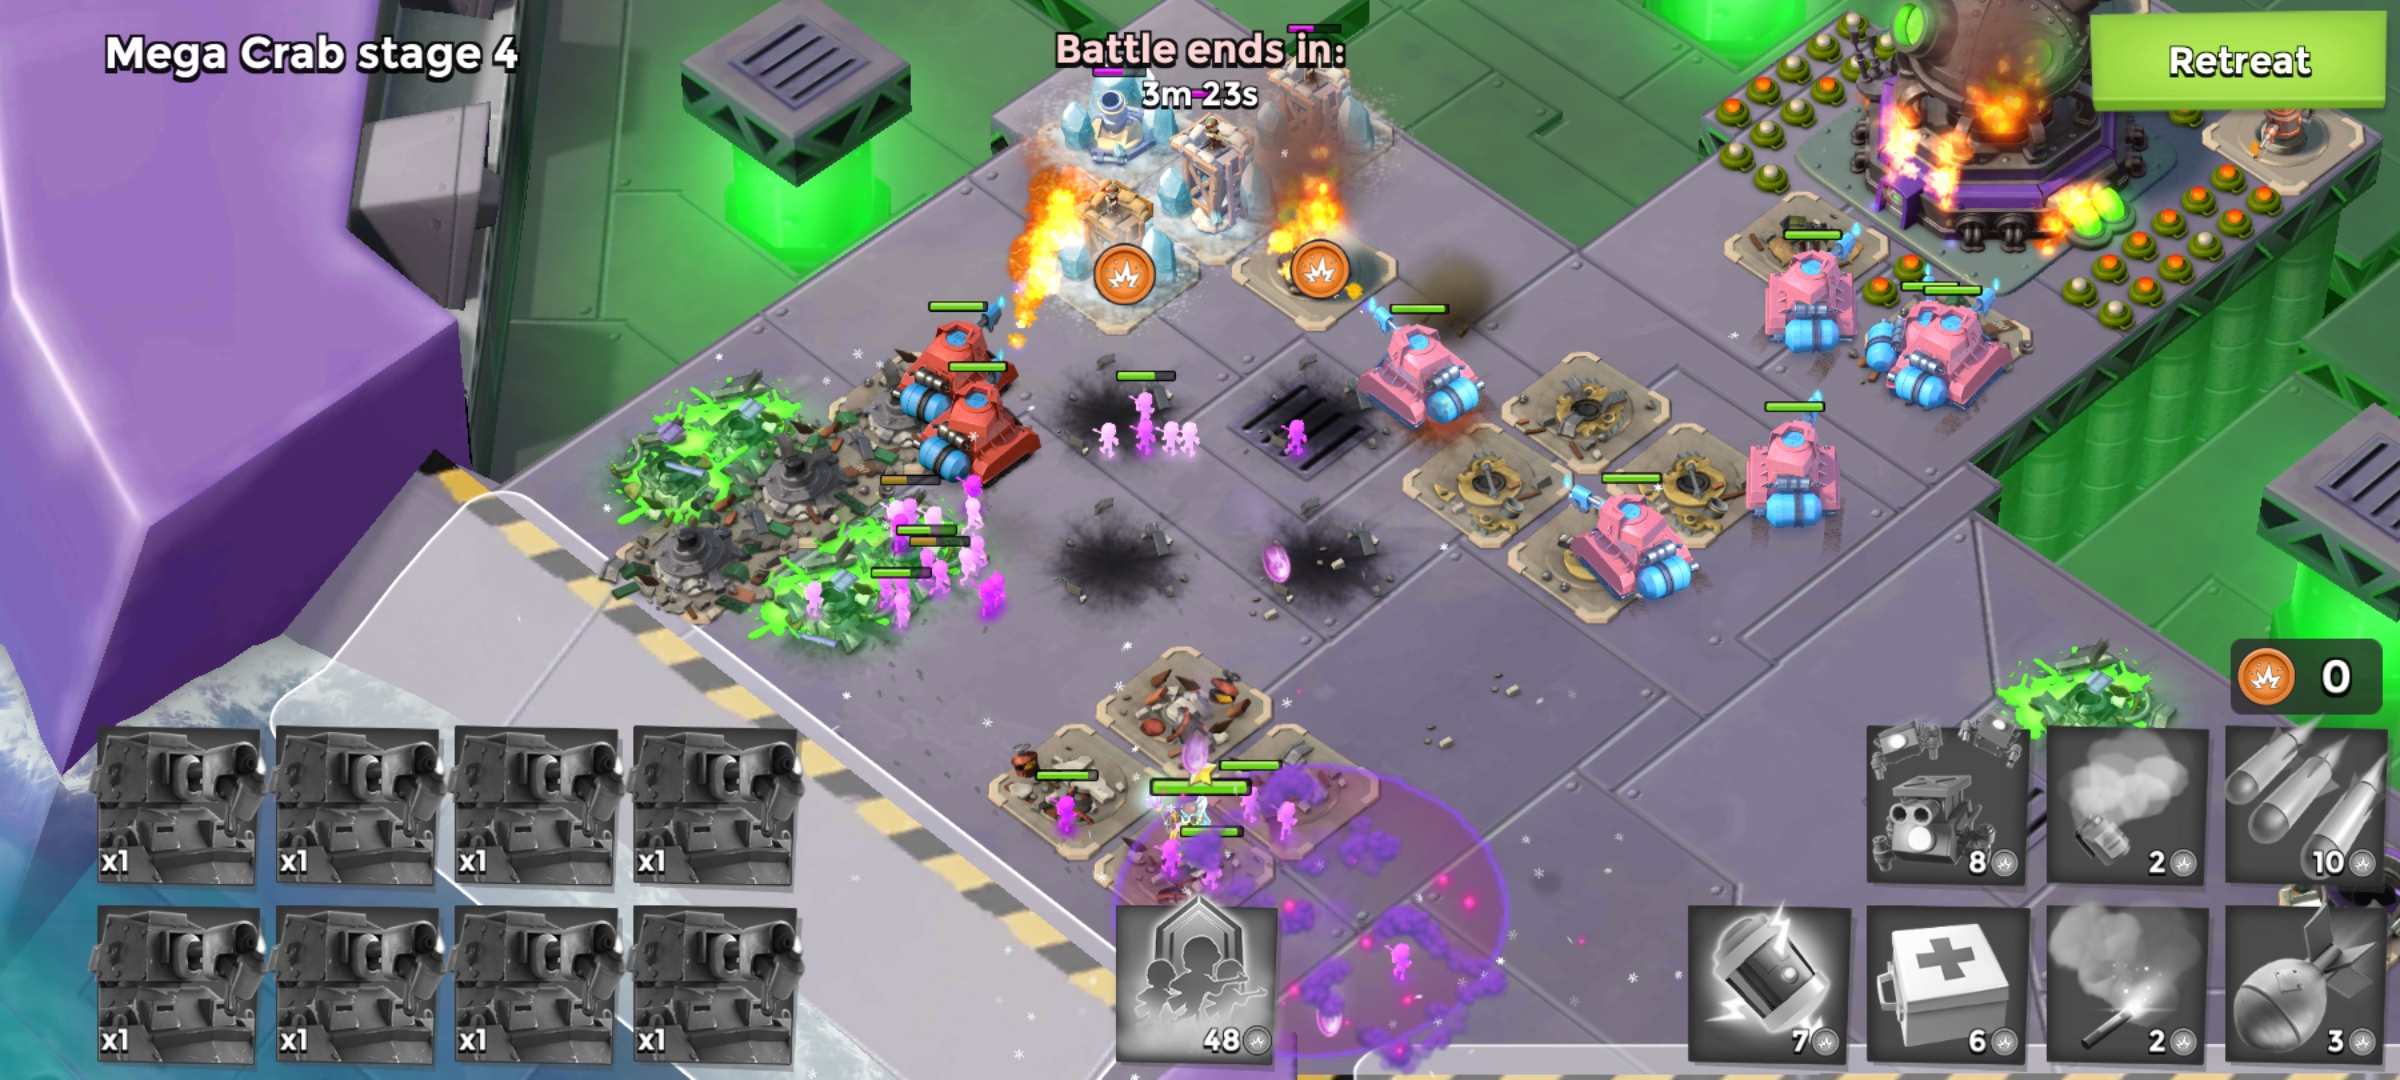 Mega Crab stage 4
Battle ends in:
3m 23s
Retreat
0
x1
x1
x1
x1
8
2
10
x1
x1
x1
x1
48
7
6
2
3